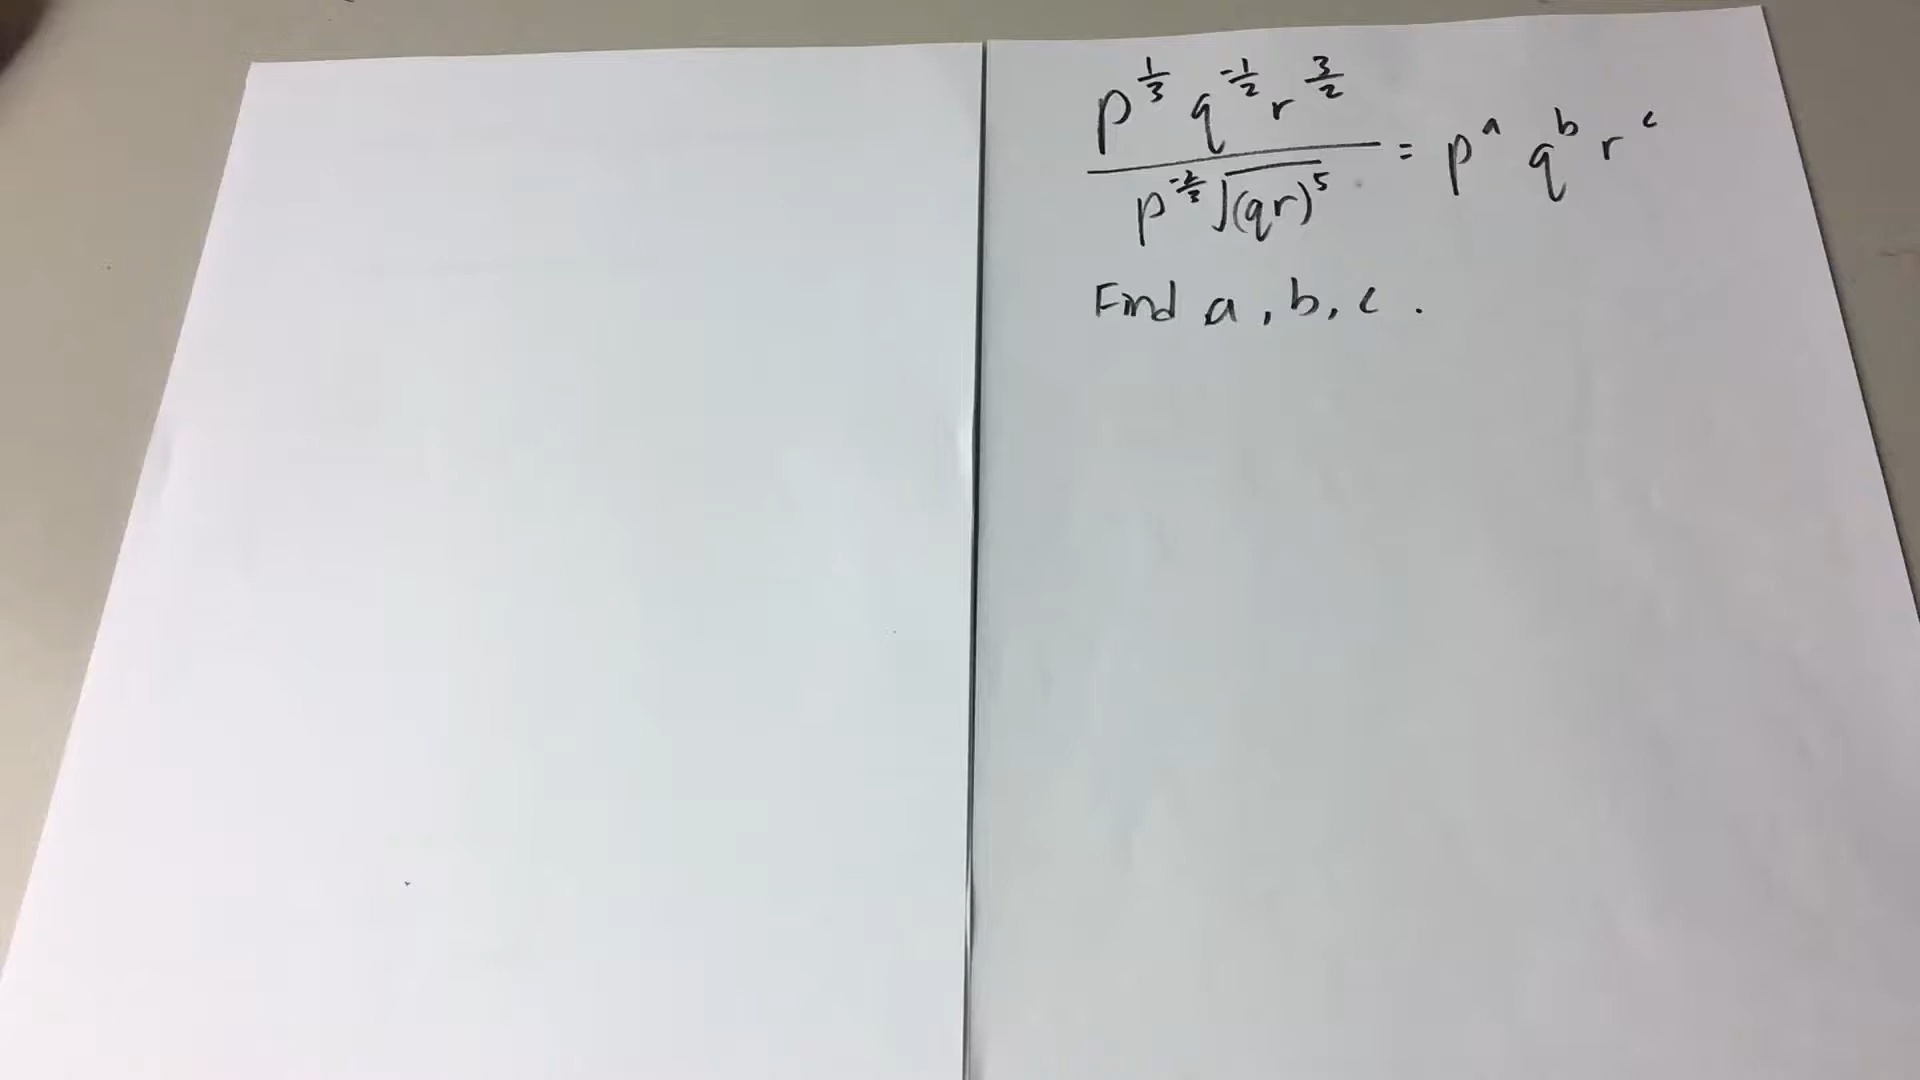 p^{1/3} q^{-1/2} r^{3/2} / p^{-2/3} √(qr)^5 = p^a q^b r^c
Find a, b, c.